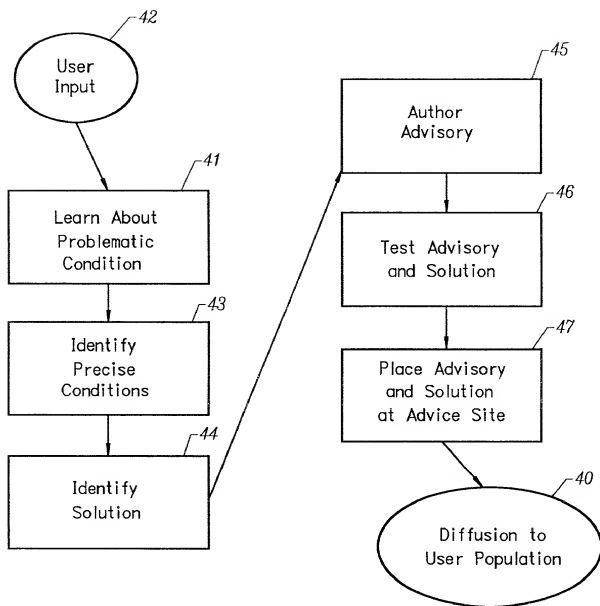 42
User
Input
41
Learn About
Problematic
Condition
43
Identify
Precise
Conditions
44
Identify
Solution
45
Author
Advisory
46
Test Advisory
and Solution
47
Place Advisory
and Solution
at Advice Site
40
Diffusion to
User Population